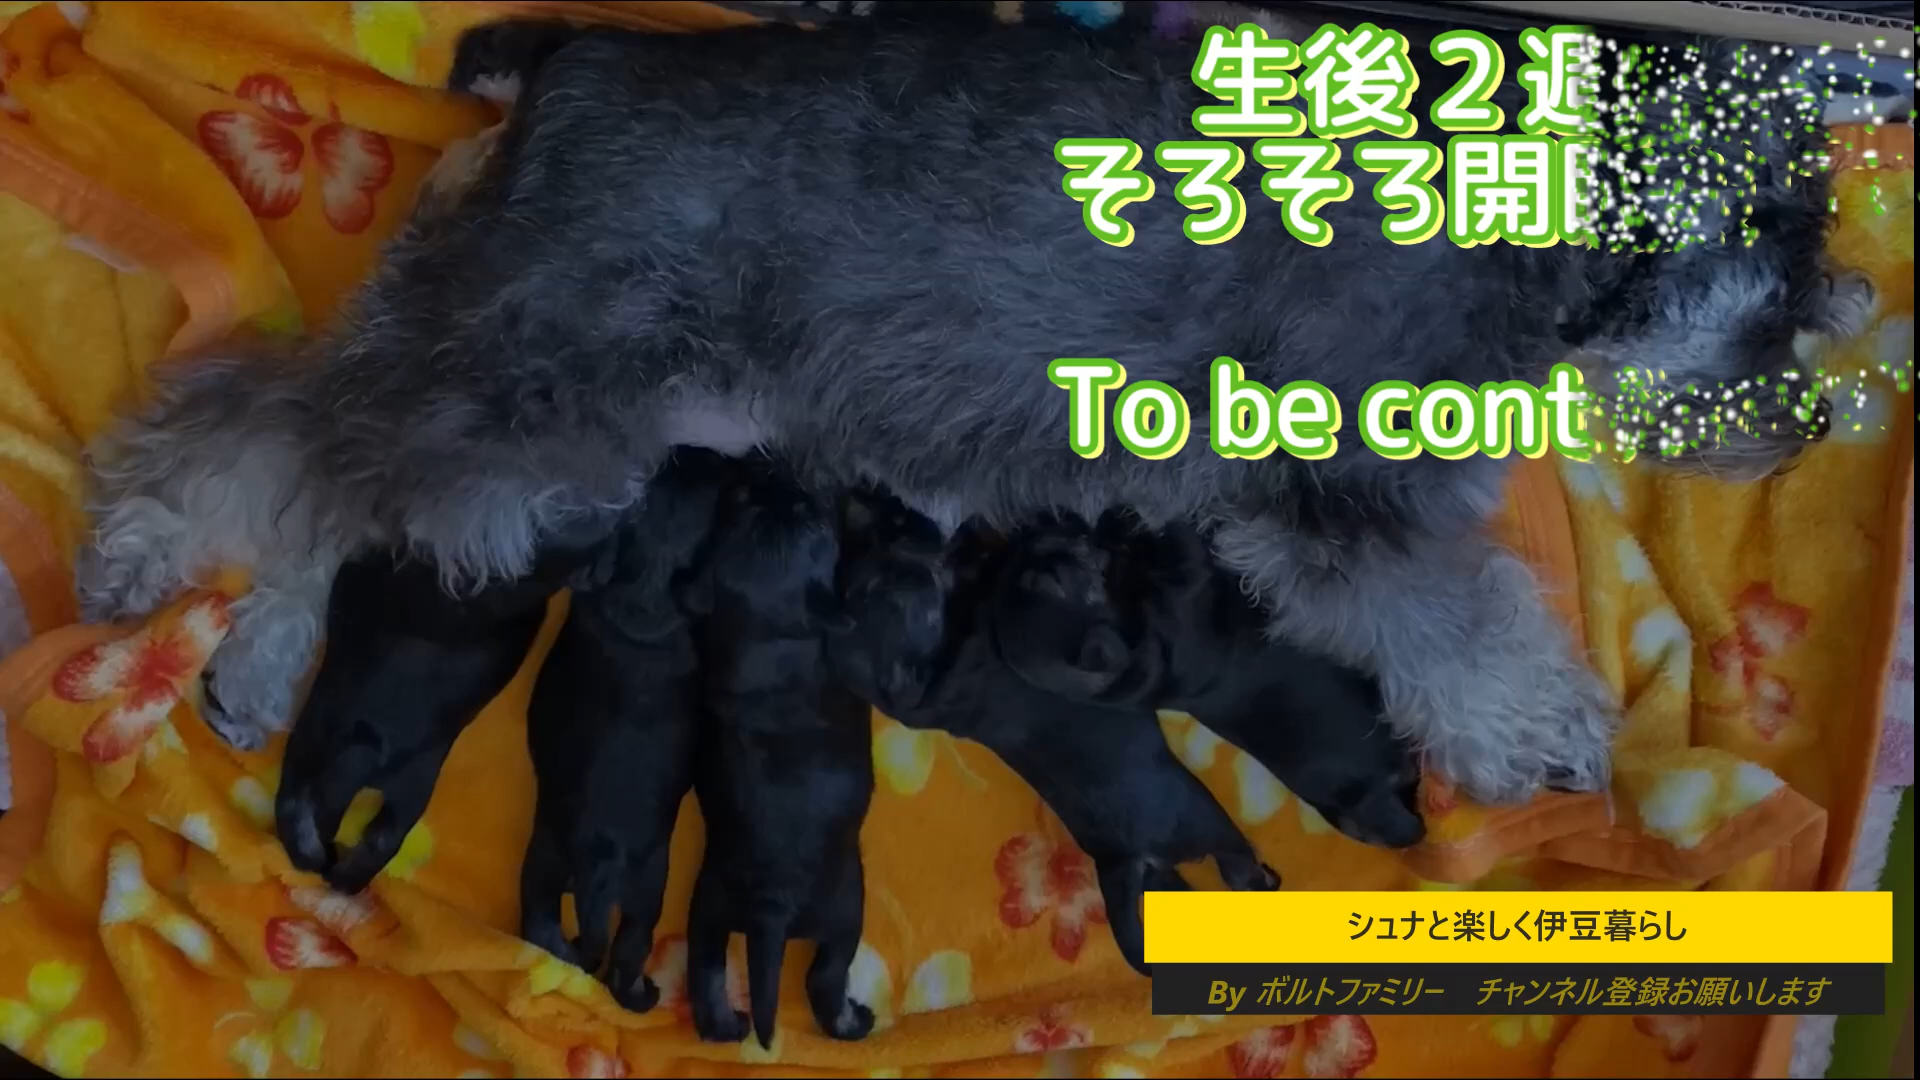 生後２週
そろそろ開
To be cont
シュナと楽しく伊豆暮らし
By ボルトファミリー　チャンネル登録お願いします